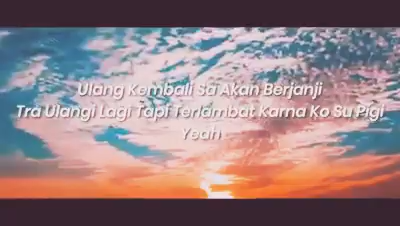 Ulang Kembali Sa Akan Berjanji
Tra Ulangi Lagi Tapi Terlambat Karna Ko Su Pigi
Yeah